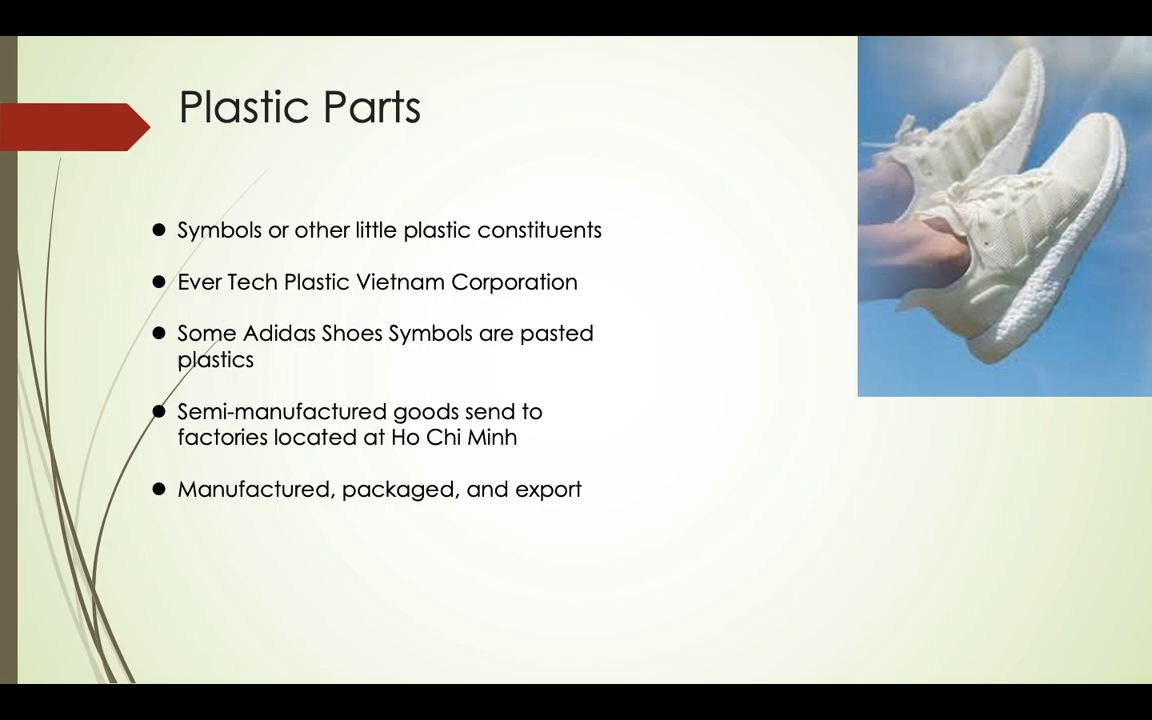 Plastic Parts
● Symbols or other little plastic constituents
● Ever Tech Plastic Vietnam Corporation
● Some Adidas Shoes Symbols are pasted
plastics
● Semi-manufactured goods send to
factories located at Ho Chi Minh
● Manufactured, packaged, and export